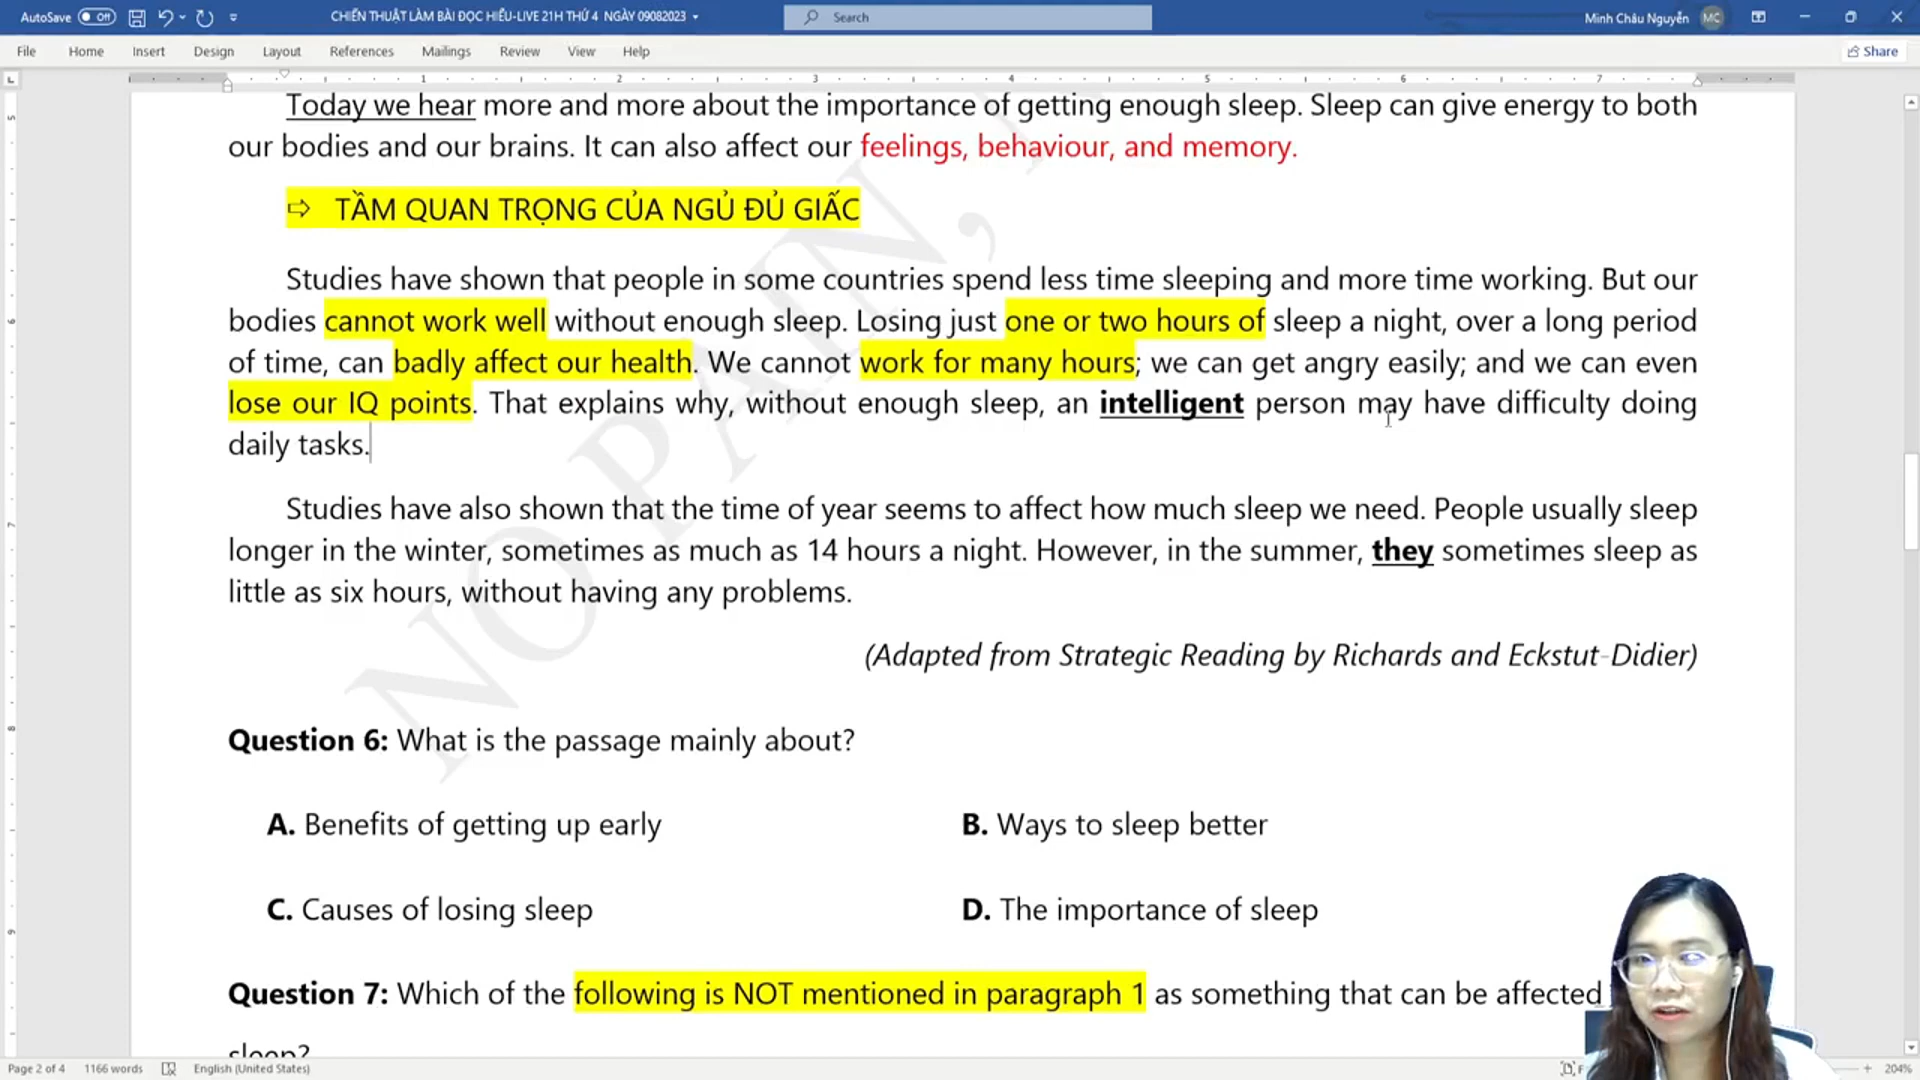 AutoSave Off CHIẾN THUẬT LÀM BÀI ĐỌC HIỂU-LIVE 21H THỨ 4 NGÀY 09082023 Search Minh Châu Nguyễn MC
File Home Insert Design Layout References Mailings Review View Help Share
1 2 3 4 5 6 7
Today we hear more and more about the importance of getting enough sleep. Sleep can give energy to both
our bodies and our brains. It can also affect our feelings, behaviour, and memory.
⇨ TẦM QUAN TRỌNG CỦA NGỦ ĐỦ GIẤC
Studies have shown that people in some countries spend less time sleeping and more time working. But our
bodies cannot work well without enough sleep. Losing just one or two hours of sleep a night, over a long period
of time, can badly affect our health. We cannot work for many hours; we can get angry easily; and we can even
lose our IQ points. That explains why, without enough sleep, an intelligent person may have difficulty doing
daily tasks.
Studies have also shown that the time of year seems to affect how much sleep we need. People usually sleep
longer in the winter, sometimes as much as 14 hours a night. However, in the summer, they sometimes sleep as
little as six hours, without having any problems.
(Adapted from Strategic Reading by Richards and Eckstut-Didier)
NO PAIN,
Question 6: What is the passage mainly about?
A. Benefits of getting up early B. Ways to sleep better
C. Causes of losing sleep D. The importance of sleep
Question 7: Which of the following is NOT mentioned in paragraph 1 as something that can be affected
sleep?
Page 2 of 4 1166 words English (United States) 204%